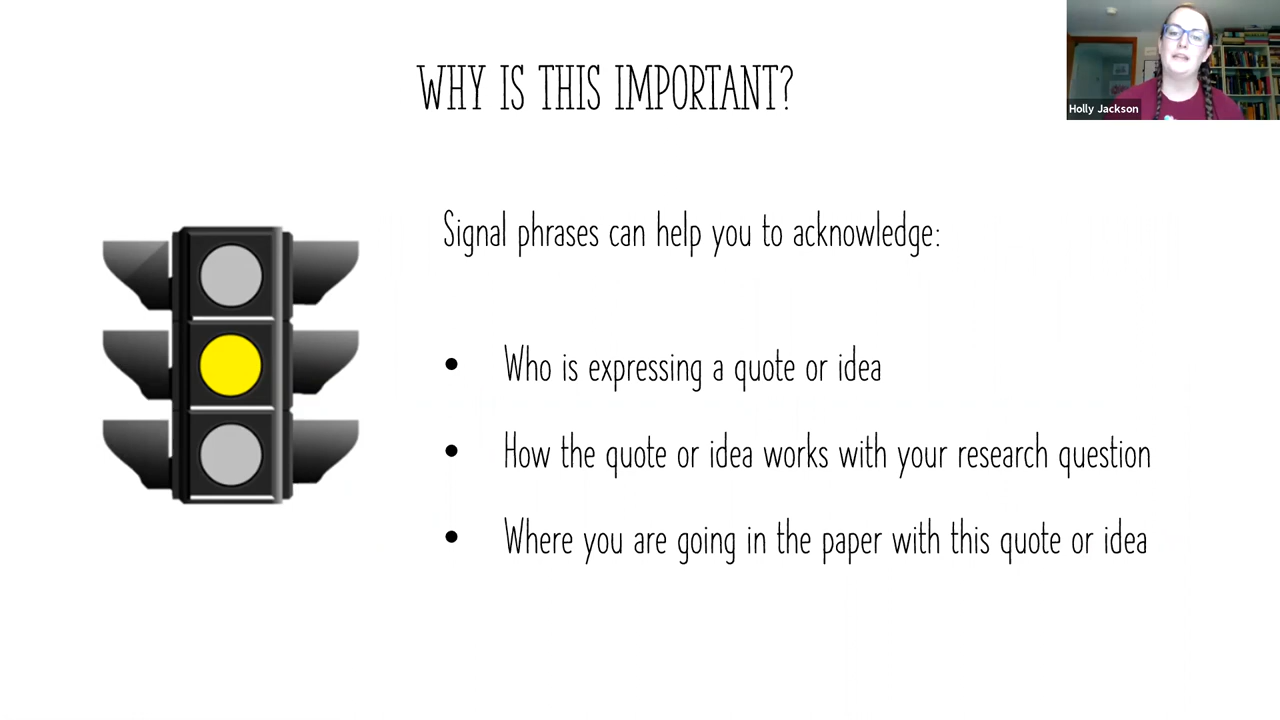 WHY IS THIS IMPORTANT?
Holly Jackson
Signal phrases can help you to acknowledge:
• Who is expressing a quote or idea
• How the quote or idea works with your research question
• Where you are going in the paper with this quote or idea